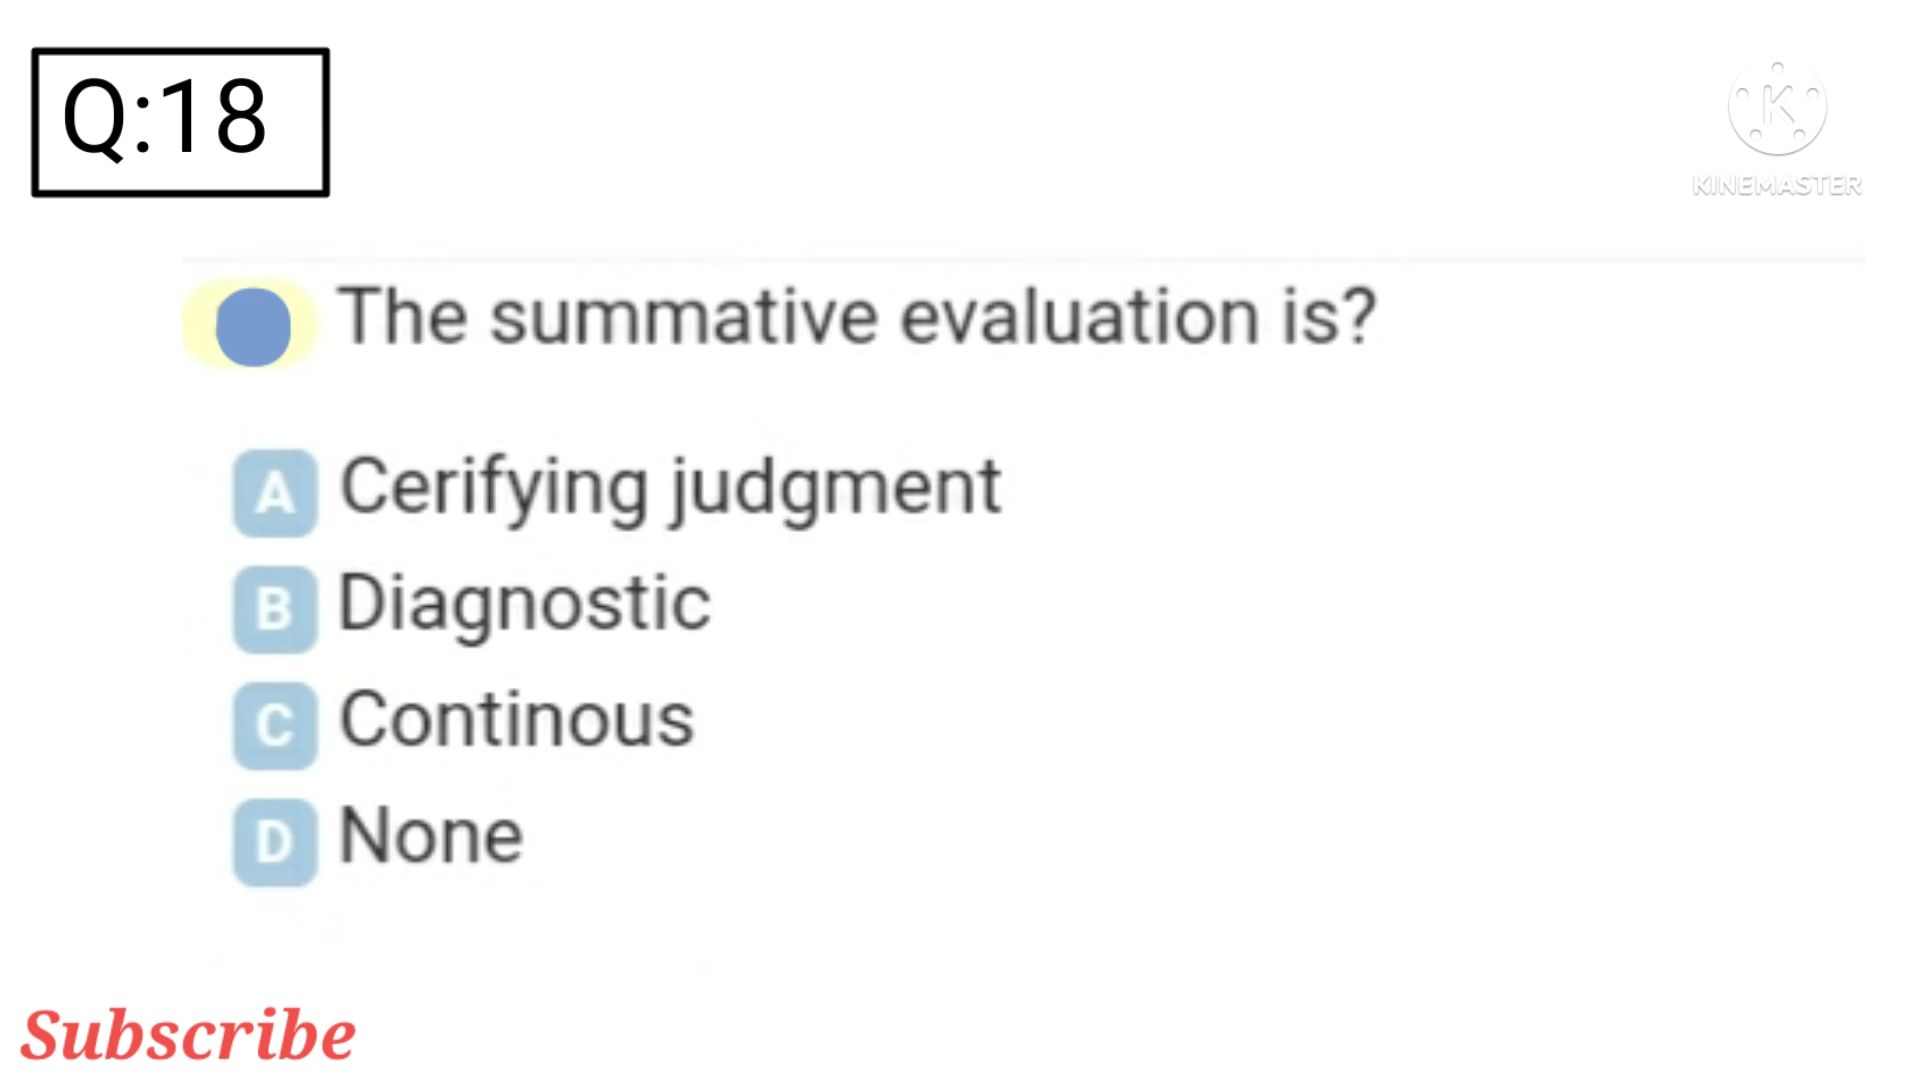 Q:18
KINEMASTER
The summative evaluation is?
A Cerifying judgment
B Diagnostic
C Continous
D None
Subscribe